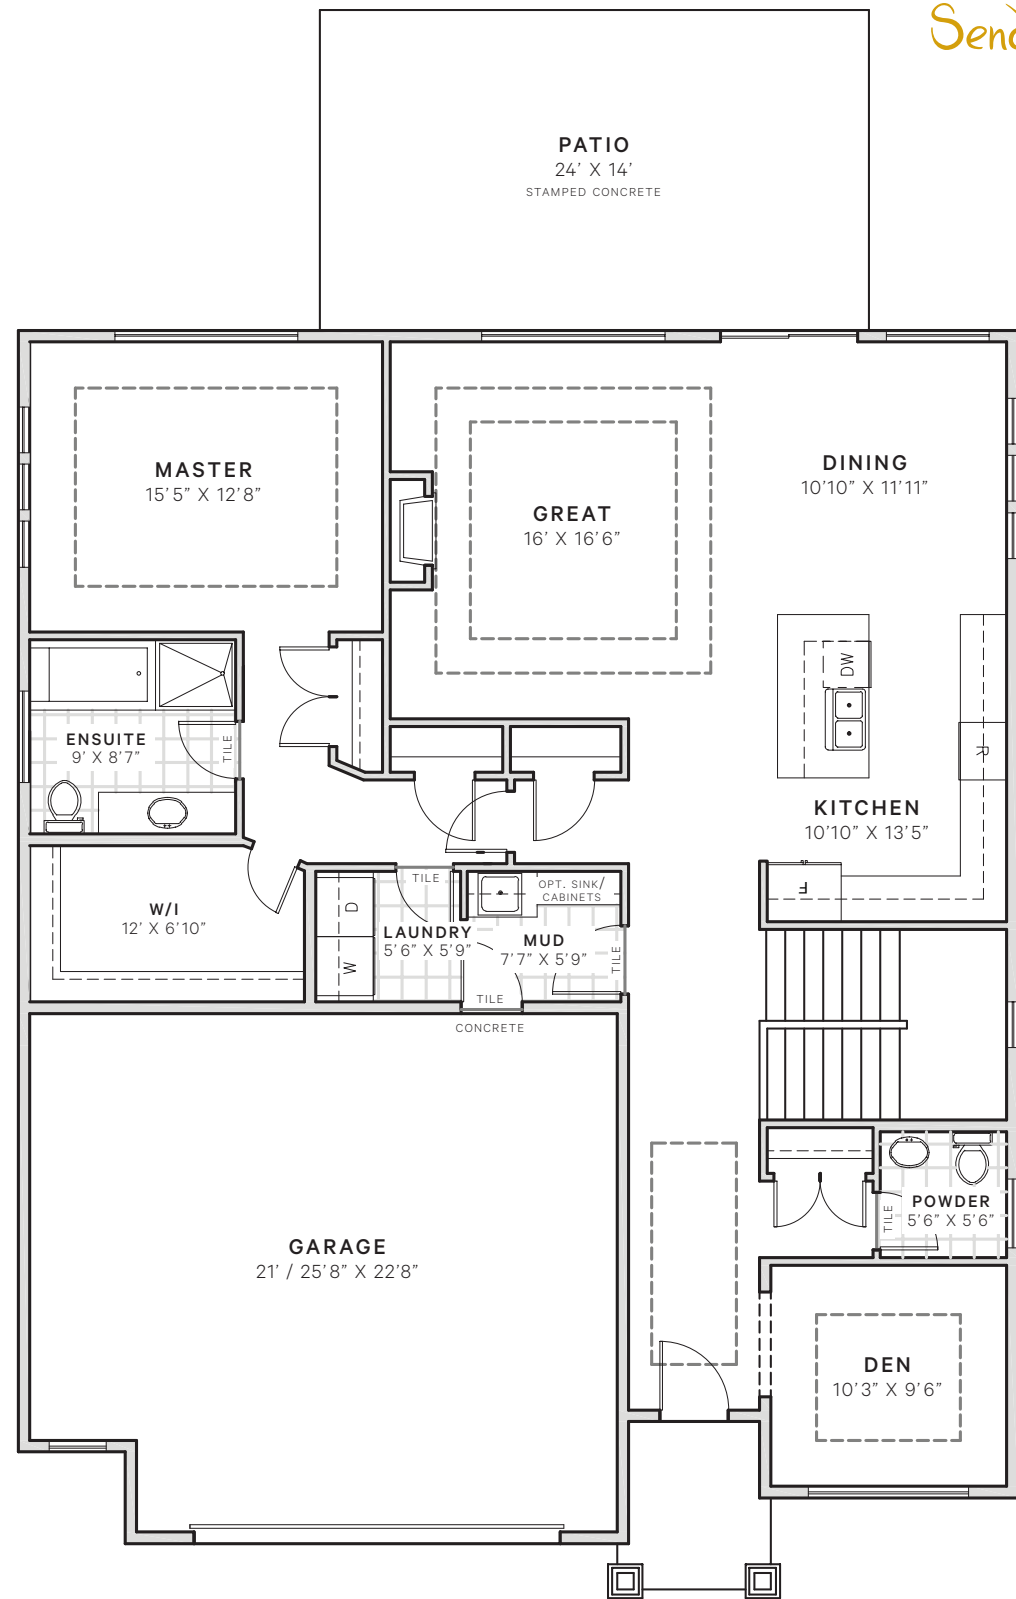 PATIO
24’ X 14’
STAMPED CONCRETE
MASTER
15’5” X 12’8”
GREAT
16’ X 16’6”
DINING
10’10” X 11’11”
DW
R
ENSUITE
9’ X 8’7”
TILE
KITCHEN
10’10” X 13’5”
F
W/I
12’ X 6’10”
TILE
D
W
LAUNDRY
5’6” X 5’9”
OPT. SINK/
CABINETS
MUD
7’7” X 5’9”
TILE
TILE
CONCRETE
GARAGE
21’ / 25’8” X 22’8”
POWDER
5’6” X 5’6”
TILE
DEN
10’3” X 9’6”